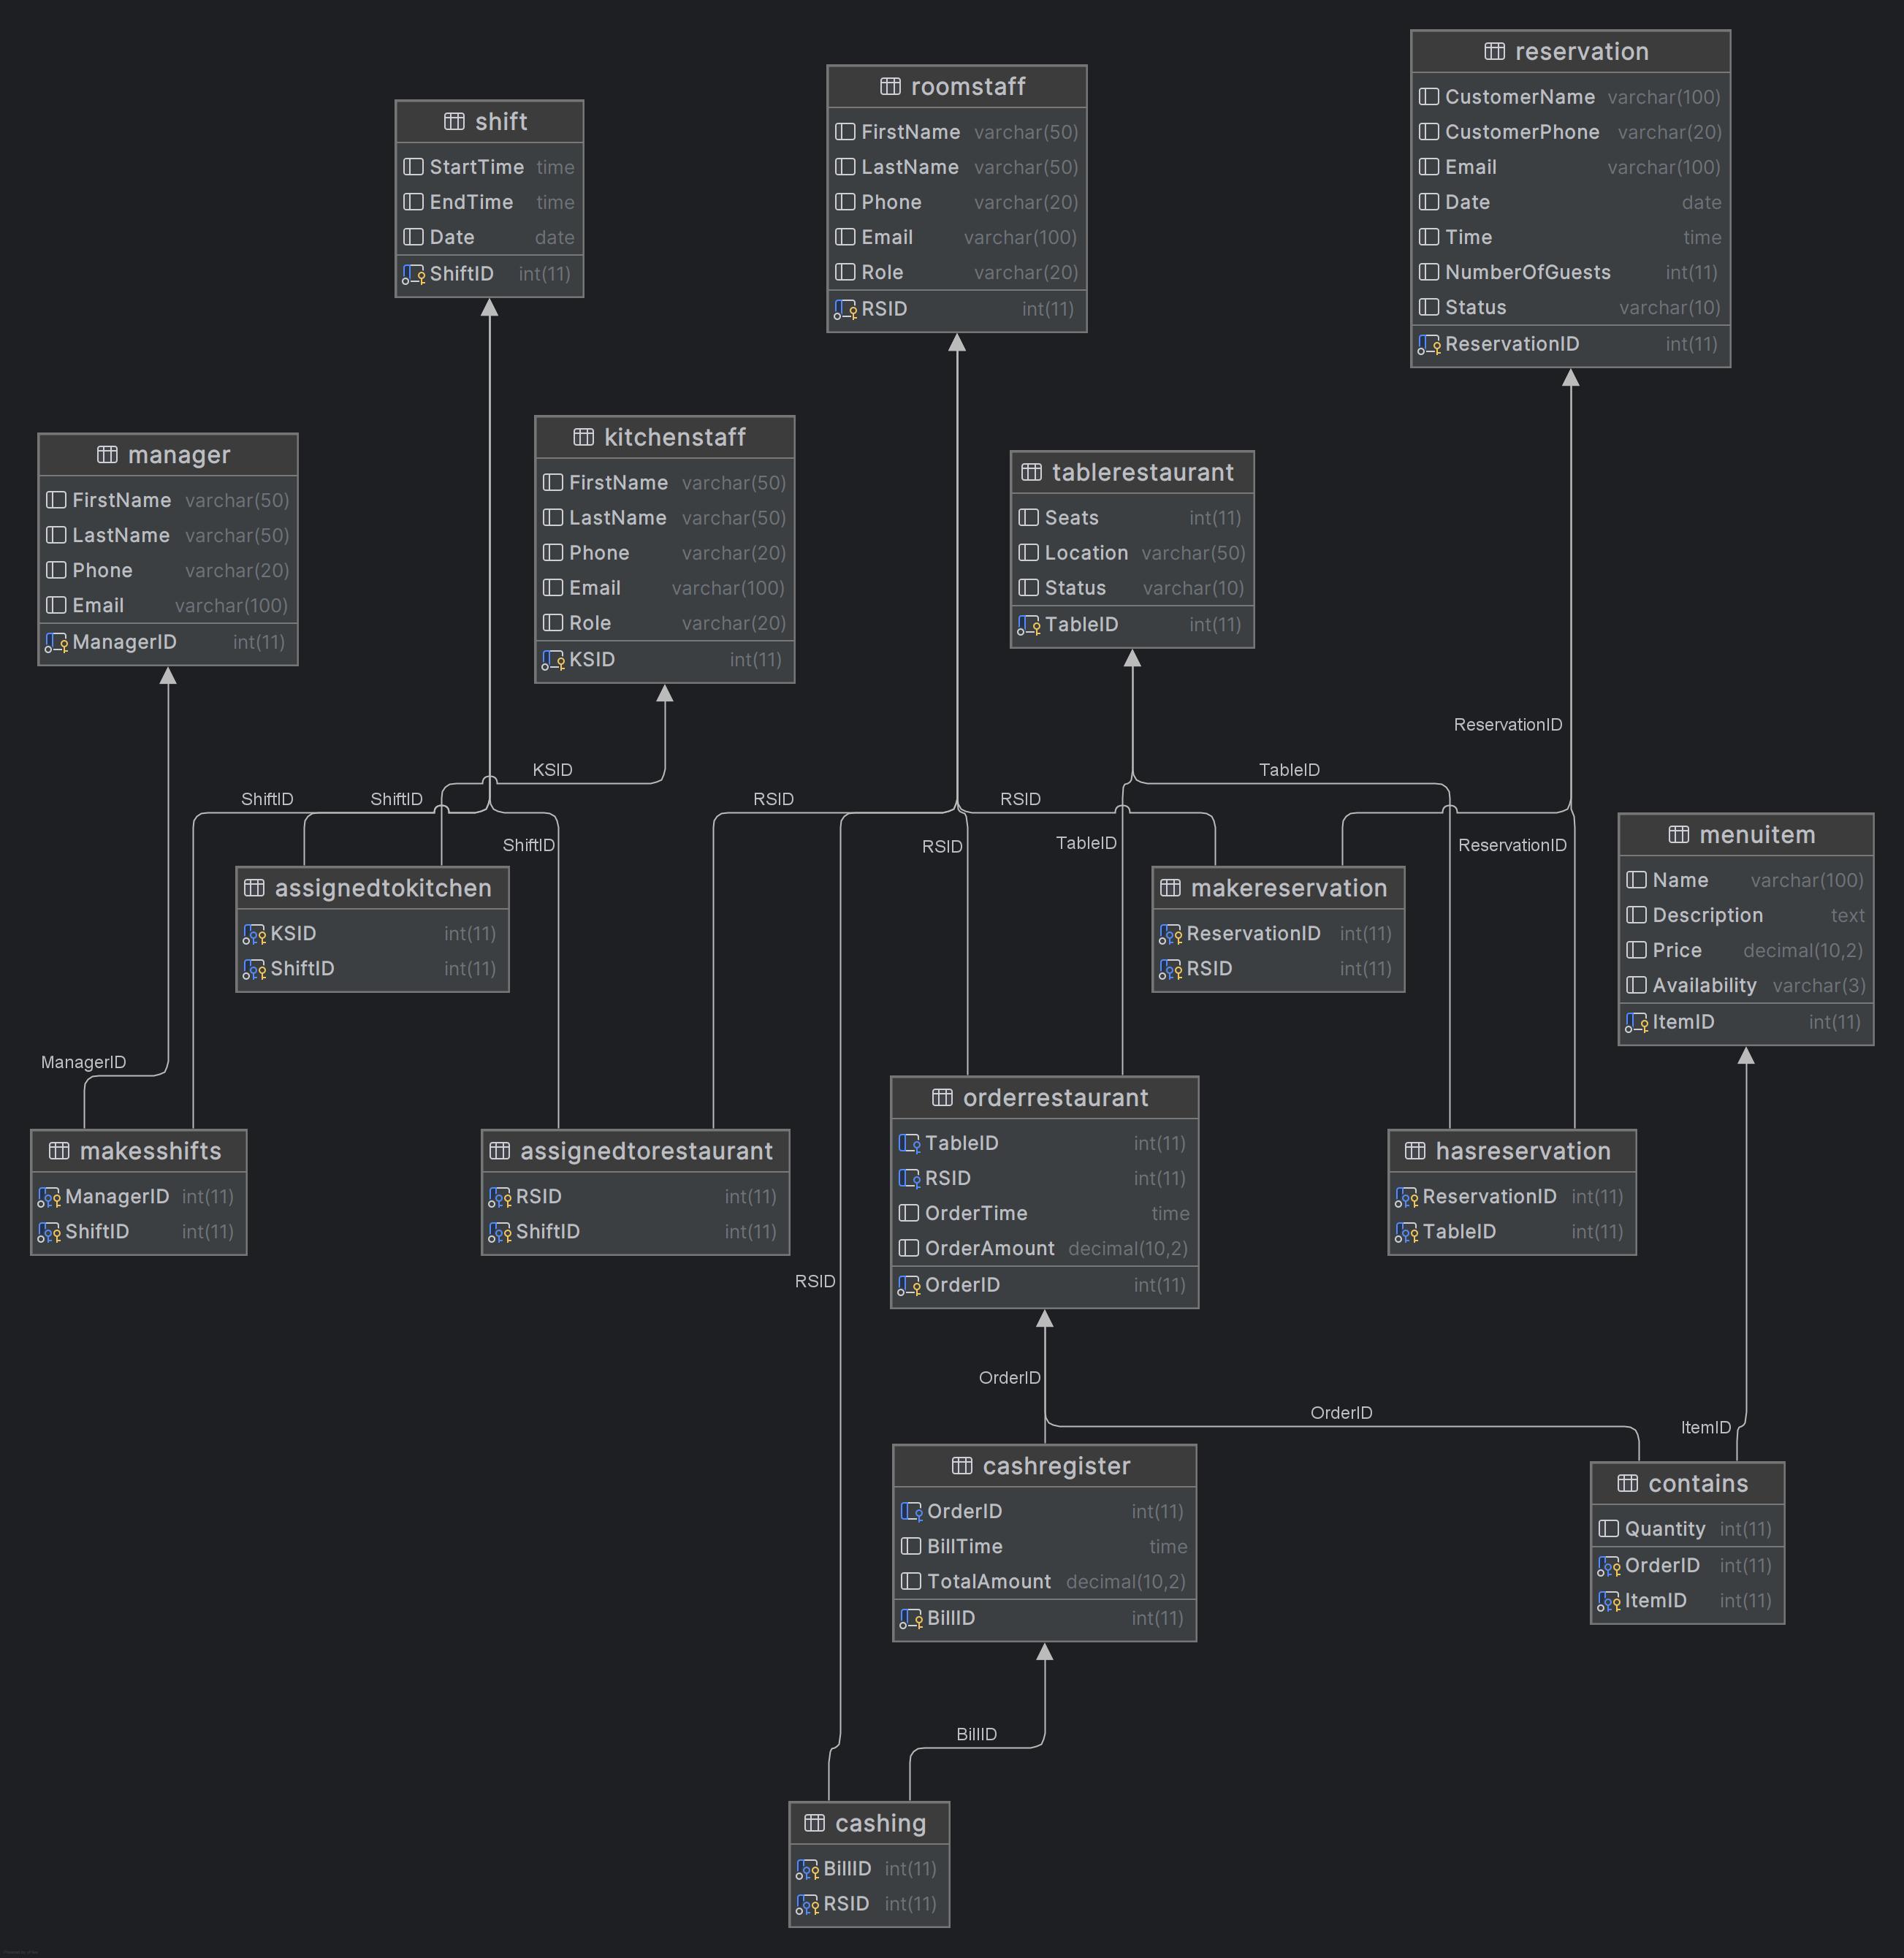 reservation
CustomerName varchar(100)
CustomerPhone varchar(20)
Email varchar(100)
Date date
Time time
NumberOfGuests int(11)
Status varchar(10)
ReservationID int(11)
roomstaff
FirstName varchar(50)
LastName varchar(50)
Phone varchar(20)
Email varchar(100)
Role varchar(20)
RSID int(11)
shift
StartTime time
EndTime time
Date date
ShiftID int(11)
manager
FirstName varchar(50)
LastName varchar(50)
Phone varchar(20)
Email varchar(100)
ManagerID int(11)
kitchenstaff
FirstName varchar(50)
LastName varchar(50)
Phone varchar(20)
Email varchar(100)
Role varchar(20)
KSID int(11)
tablerestaurant
Seats int(11)
Location varchar(50)
Status varchar(10)
TableID int(11)
ReservationID
KSID
TableID
ShiftID
ShiftID
RSID
RSID
ShiftID
RSID
TableID
ReservationID
assignedtokitchen
KSID int(11)
ShiftID int(11)
makereservation
ReservationID int(11)
RSID int(11)
menuitem
Name varchar(100)
Description text
Price decimal(10,2)
Availability varchar(3)
ItemID int(11)
ManagerID
makesshifts
ManagerID int(11)
ShiftID int(11)
assignedtorestaurant
RSID int(11)
ShiftID int(11)
orderrestaurant
TableID int(11)
RSID int(11)
OrderTime time
OrderAmount decimal(10,2)
OrderID int(11)
hasreservation
ReservationID int(11)
TableID int(11)
RSID
OrderID
OrderID
ItemID
cashregister
OrderID int(11)
BillTime time
TotalAmount decimal(10,2)
BillID int(11)
contains
Quantity int(11)
OrderID int(11)
ItemID int(11)
BillID
cashing
BillID int(11)
RSID int(11)